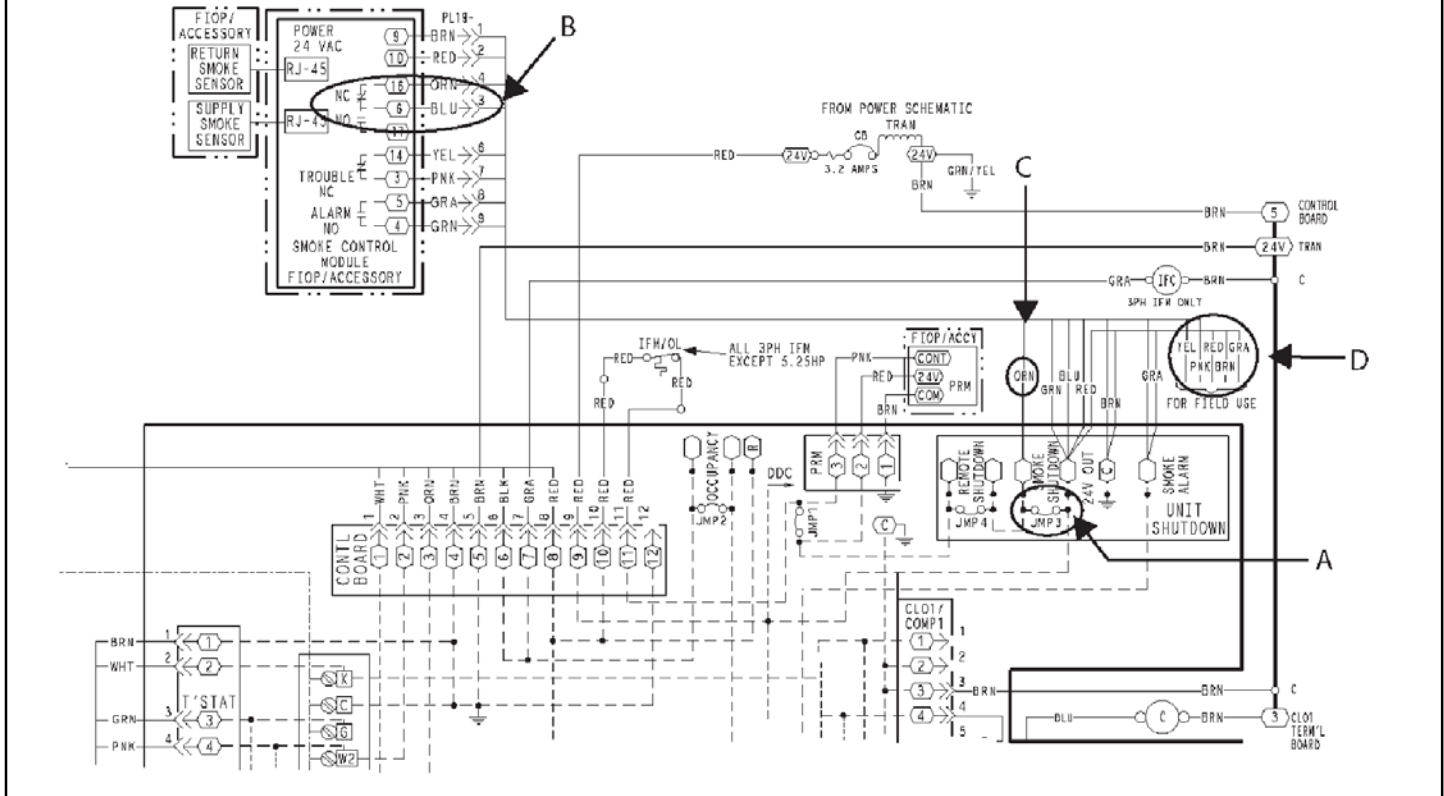 FIOP/
ACCESSORY
RETURN
SMOKE
SENSOR
SUPPLY
SMOKE
SENSOR
POWER
24 VAC
RJ-45
RJ-45
NC
NO
TROUBLE
NC
ALARM
NO
SMOKE CONTROL
MODULE
FIOP/ACCESSORY
PL19-
9 BRN 1
10 RED 2
16 ORN 4
6 BLU 3
17
14 YEL 6
3 PNK 7
5 GRA 8
4 GRN 9
B
FROM POWER SCHEMATIC
TRAN
CB
RED
24V
3.2 AMPS
24V
GRN/YEL
BRN
C
BRN
5
CONTROL
BOARD
BRN
24V
TRAN
GRA
IFC
BRN
C
3PH IFM ONLY
IFM/OL
RED
RED
RED
ALL 3PH IFM
EXCEPT 5.25HP
FIOP/ACCY
PNK
CONT
RED
24V
PRM
BRN
COM
ORN
GRN
BLU
RED
BRN
GRA
YEL RED GRA
PNK BRN
FOR FIELD USE
D
OCCUPANCY
R
JMP2
DDC
PRM
3
2
1
JMP1
C
REMOTE
SHUTDOWN
SMOKE
SHUTDOWN
24V OUT
C
SMOKE
ALARM
JMP4
JMP3
UNIT
SHUTDOWN
A
WHT
PNK
ORN
BRN
BRN
BLK
GRA
RED
RED
RED
RED
1 2 3 4 5 6 7 8 9 10 11 12
CONTL
BOARD
1 2 3 4 5 6 7 8 9 10 11 12
CLO1/
COMP1
1 1
2 2
3 3 BRN
4 4
5
BRN
C
BLU
C
BRN
3
CLO1
TERM'L
BOARD
BRN 1 1
WHT 2 2
T'STAT
GRN 3 3
PNK 4 4
X
C
G
W2